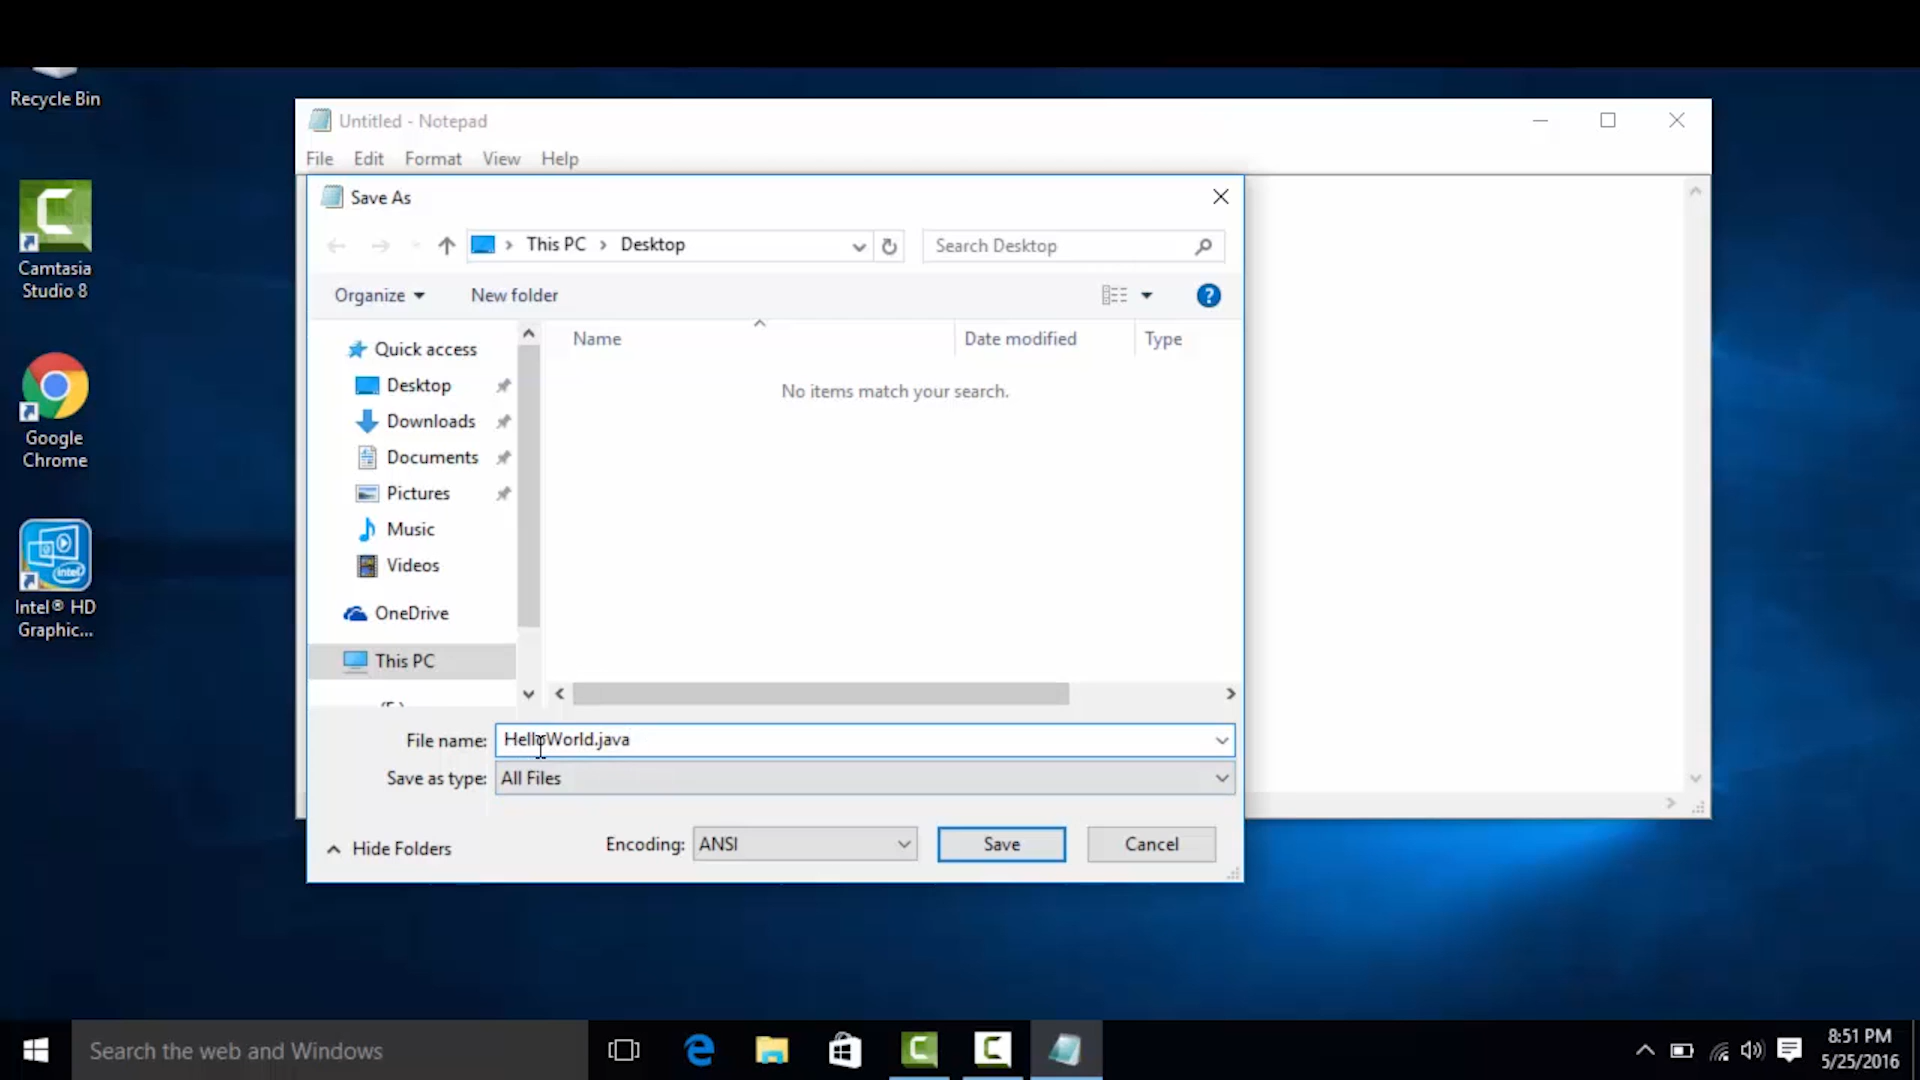 Recycle Bin
Camtasia
Studio 8
Google
Chrome
intel
Intel® HD
Graphic...
Untitled - Notepad
File Edit Format View Help
Save As
This PC Desktop
Search Desktop
Organize New folder
?
Quick access
Desktop
Downloads
Documents
Pictures
Music
Videos
OneDrive
This PC
Name Date modified Type
No items match your search.
File name: HelloWorld.java
Save as type: All Files
Hide Folders
Encoding: ANSI
Save Cancel
Search the web and Windows
8:51 PM
5/25/2016